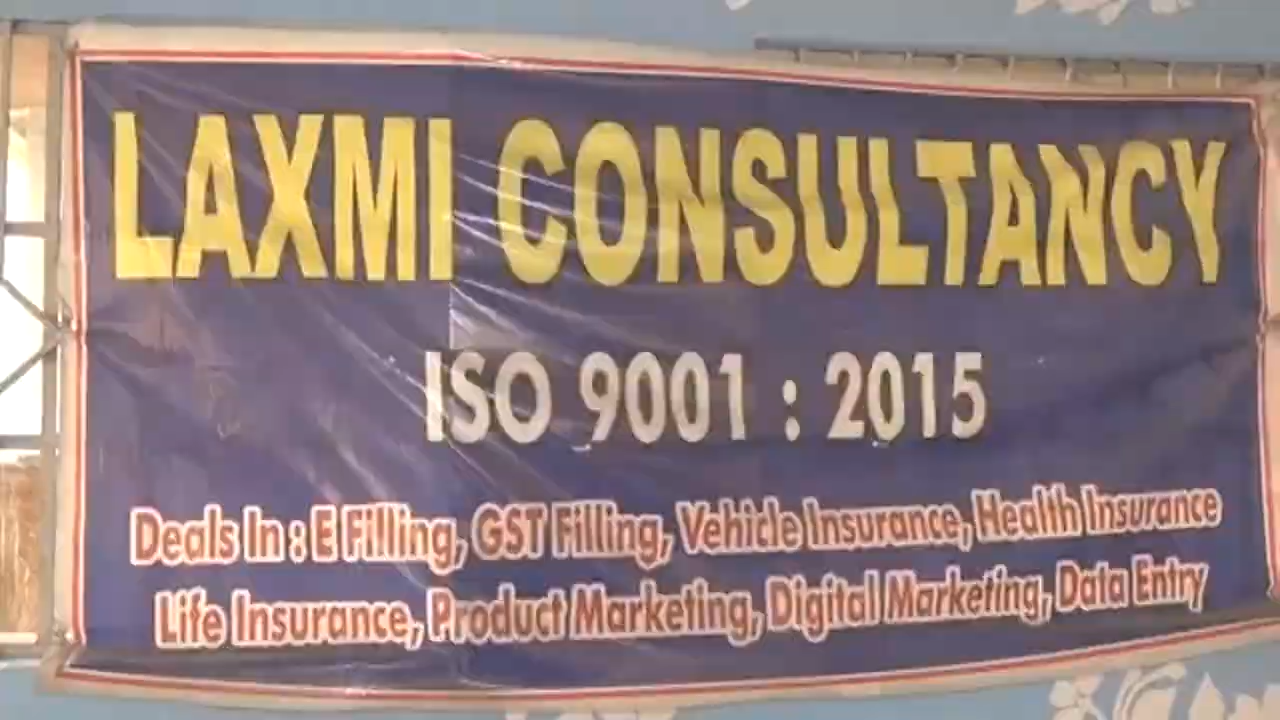 LAXMI CONSULTANCY
ISO 9001 : 2015
Deals In : E Filling, GST Filling, Vehicle Insurance, Health Insurance
Life Insurance, Product Marketing, Digital Marketing, Data Entry